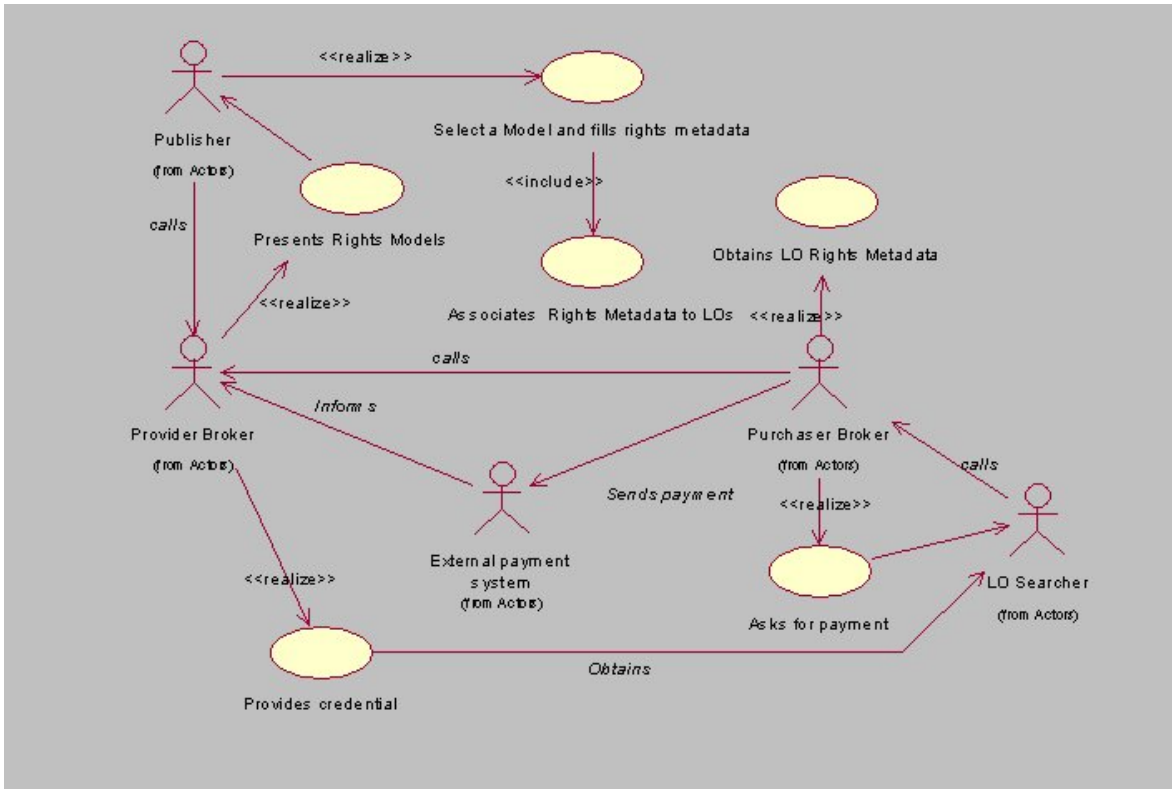 <<realize>>
Select a Model and fills rights metadata
Publisher
(from Actors)
<<include>>
calls
Presents Rights Models
Obtains LO Rights Metadata
<<realize>>
Associates Rights Metadata to LOs
<<realize>>
calls
Informs
Provider Broker
(from Actors)
Purchaser Broker
(from Actors)
calls
Sends payment
<<realize>>
External payment
system
(from Actors)
<<realize>>
LO Searcher
(from Actors)
Asks for payment
Obtains
Provides credential